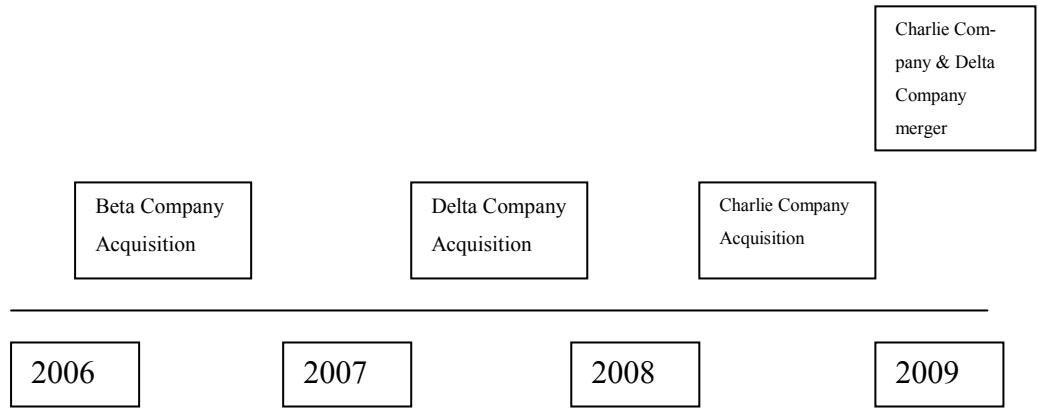 Charlie Com-
pany & Delta
Company
merger
Beta Company
Acquisition
Delta Company
Acquisition
Charlie Company
Acquisition
2006
2007
2008
2009